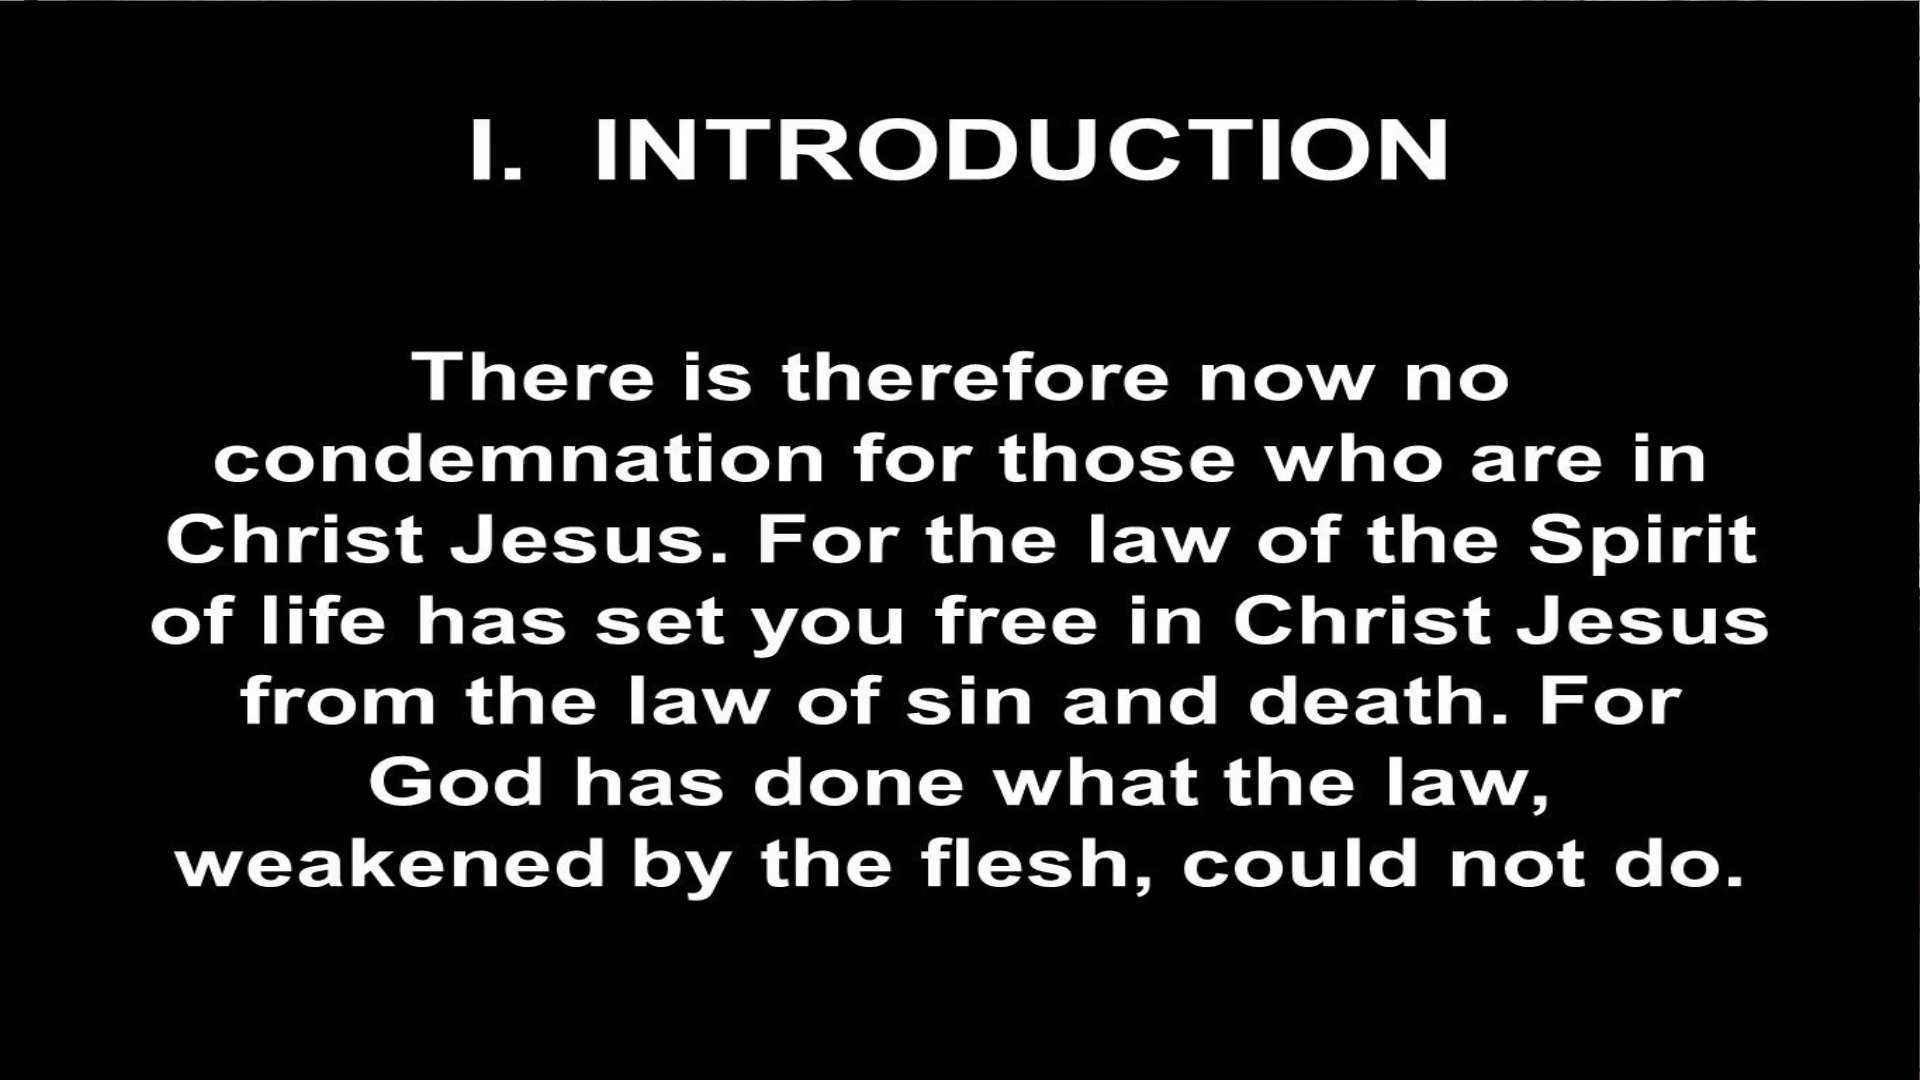 I. INTRODUCTION
There is therefore now no
condemnation for those who are in
Christ Jesus. For the law of the Spirit
of life has set you free in Christ Jesus
from the law of sin and death. For
God has done what the law,
weakened by the flesh, could not do.